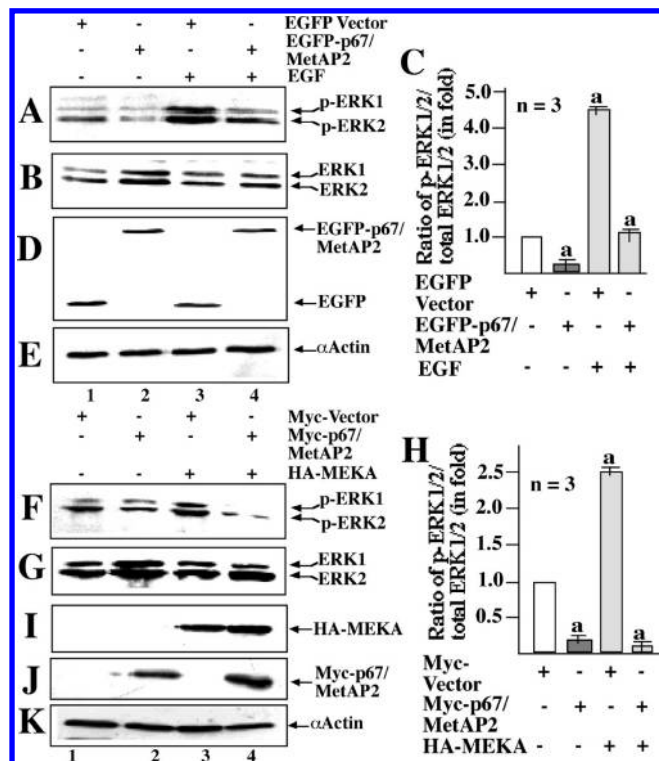 + - + - EGFP Vector
- + - + EGFP-p67/
MetAP2
- - + + EGF
A
p-ERK1
p-ERK2
B
ERK1
ERK2
D
EGFP-p67/
MetAP2
EGFP
E
αActin
1 2 3 4
C
Ratio of p-ERK1/2/
total ERK1/2 (in fold)
5.0
4.0
3.0
2.0
1.0
n = 3
a
a
a
a
EGFP
Vector
+ - + -
EGFP-p67/
MetAP2
- + - +
EGF
- - + +
+ - + - Myc-Vector
- + - + Myc-p67/
MetAP2
- - + + HA-MEKA
F
p-ERK1
p-ERK2
G
ERK1
ERK2
I
HA-MEKA
J
Myc-p67/
MetAP2
K
αActin
1 2 3 4
H
Ratio of p-ERK1/2/
total ERK1/2 (in fold)
2.5
2.0
1.0
0.5
n = 3
a
a
a
a
Myc-
Vector
+ - + -
Myc-p67/
MetAP2
- + - +
HA-MEKA
- - + +